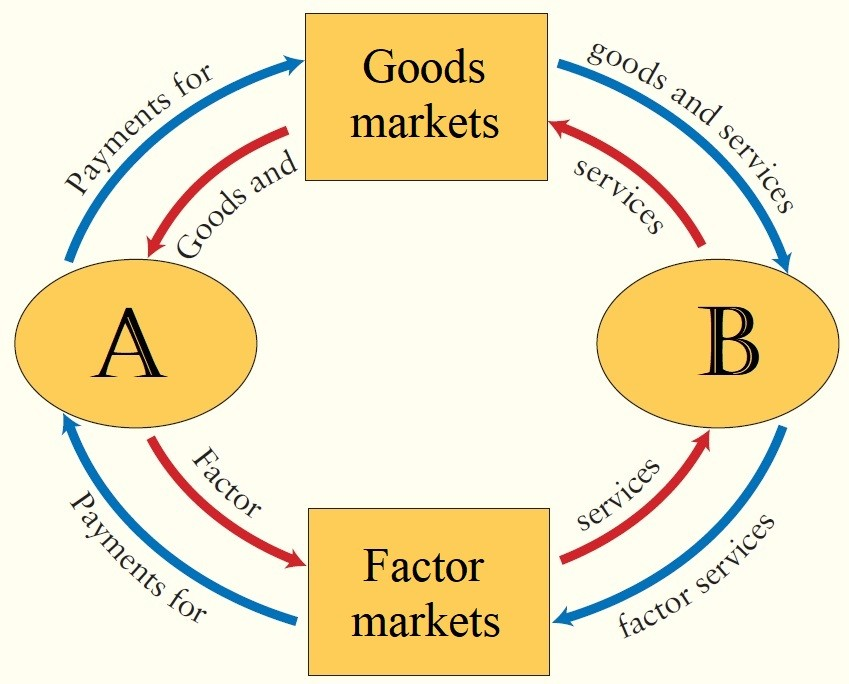 Goods
markets
Payments for
goods and services
Goods and
services
A
B
Factor
services
Payments for
factor services
Factor
markets